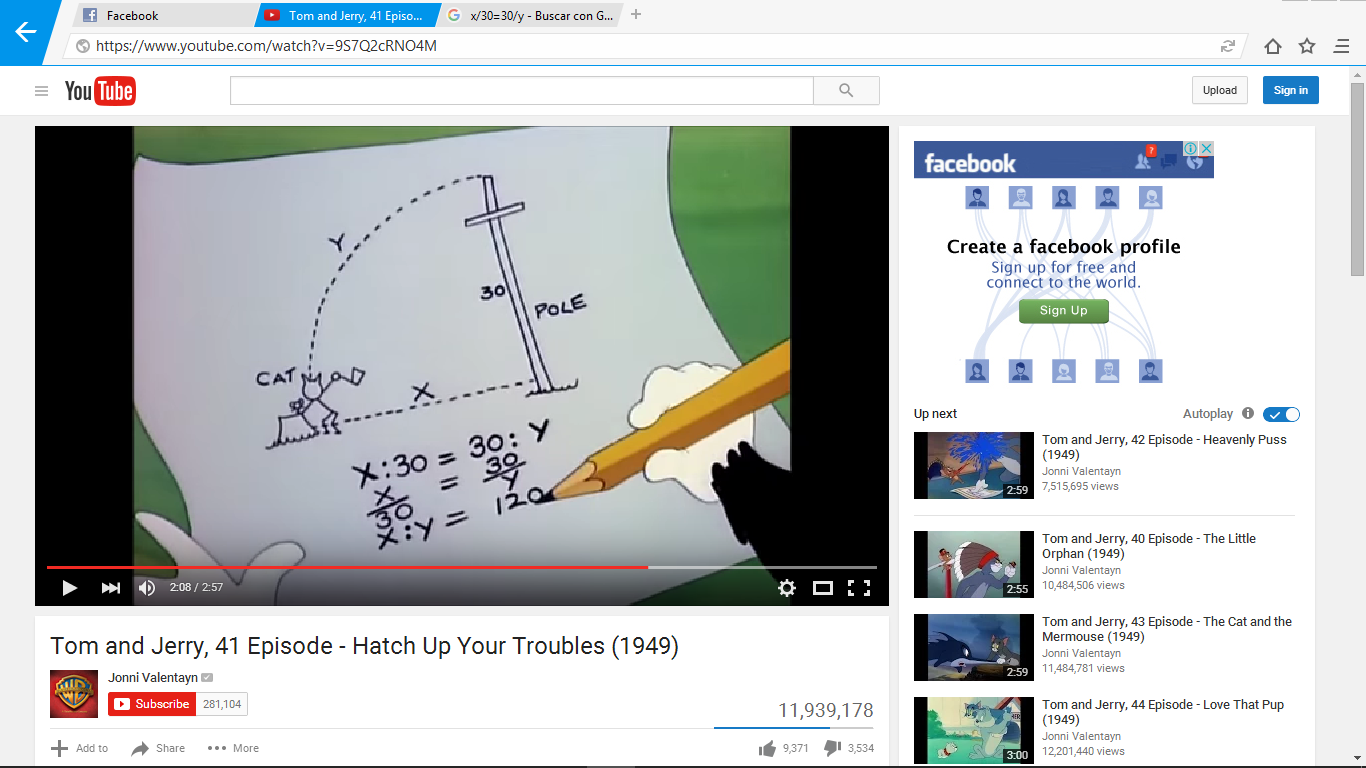 Facebook
Tom and Jerry, 41 Episo...
x/30=30/y - Buscar con G...
https://www.youtube.com/watch?v=9S7Q2cRNO4M
YouTube
Upload
Sign in
Y
30
POLE
CAT
X
X:30 = 30:Y
X/30 = 30/Y
X:Y = 120
2:08 / 2:57
Tom and Jerry, 41 Episode - Hatch Up Your Troubles (1949)
WB
Jonni Valentayn
Subscribe 281,104
11,939,178
Add to Share More 9,371 3,534
facebook
?
Create a facebook profile
Sign up for free and
connect to the world.
Sign Up
Up next Autoplay
Tom and Jerry, 42 Episode - Heavenly Puss
(1949)
Jonni Valentayn
7,515,695 views
2:59
Tom and Jerry, 40 Episode - The Little
Orphan (1949)
Jonni Valentayn
10,484,506 views
2:55
Tom and Jerry, 43 Episode - The Cat and the
Mermouse (1949)
Jonni Valentayn
11,484,781 views
2:59
Tom and Jerry, 44 Episode - Love That Pup
(1949)
Jonni Valentayn
12,201,440 views
3:00